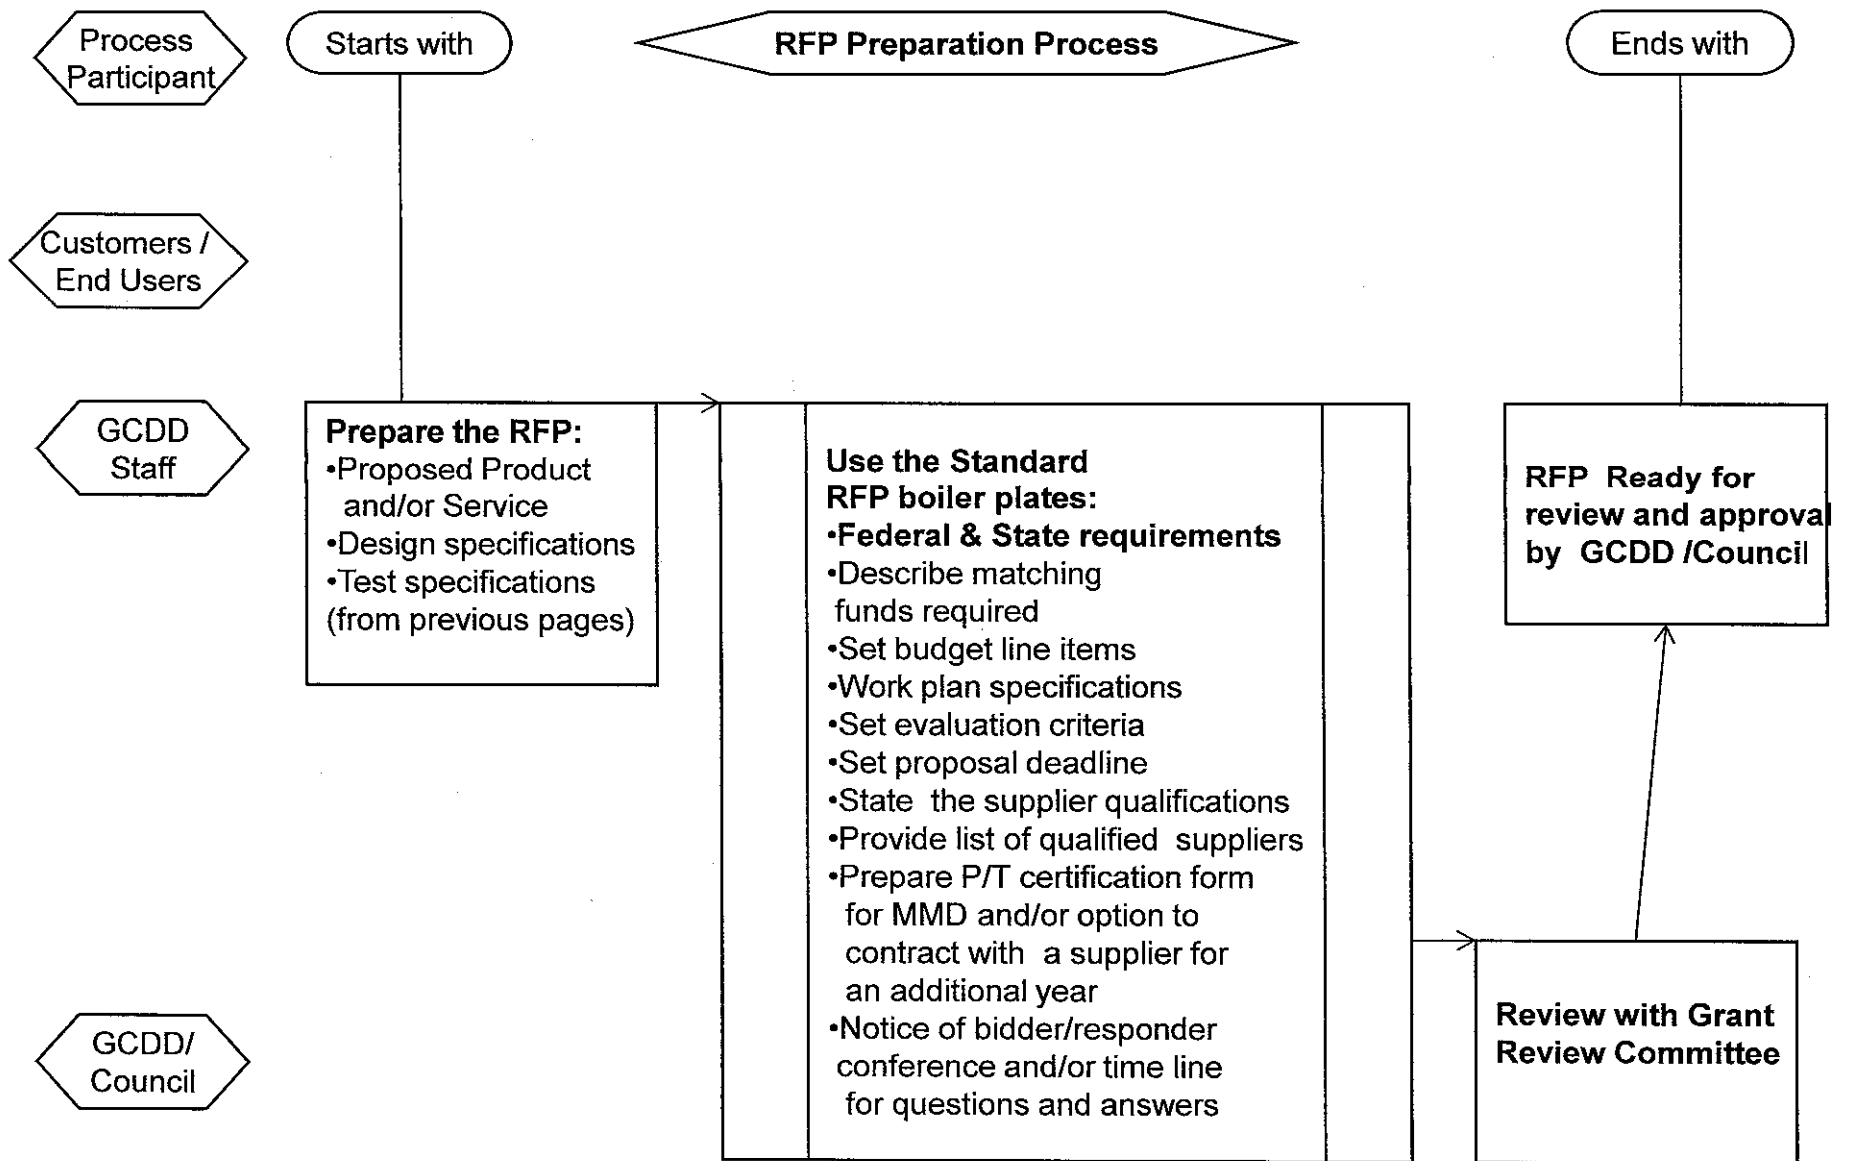 Process
Participant
Starts with
RFP Preparation Process
Ends with
Customers /
End Users
GCDD
Staff
Prepare the RFP:
•Proposed Product
and/or Service
•Design specifications
•Test specifications
(from previous pages)
Use the Standard
RFP boiler plates:
•Federal & State requirements
•Describe matching
funds required
•Set budget line items
•Work plan specifications
•Set evaluation criteria
•Set proposal deadline
•State the supplier qualifications
•Provide list of qualified suppliers
•Prepare P/T certification form
for MMD and/or option to
contract with a supplier for
an additional year
•Notice of bidder/responder
conference and/or time line
for questions and answers
RFP Ready for
review and approval
by GCDD /Council
GCDD/
Council
Review with Grant
Review Committee